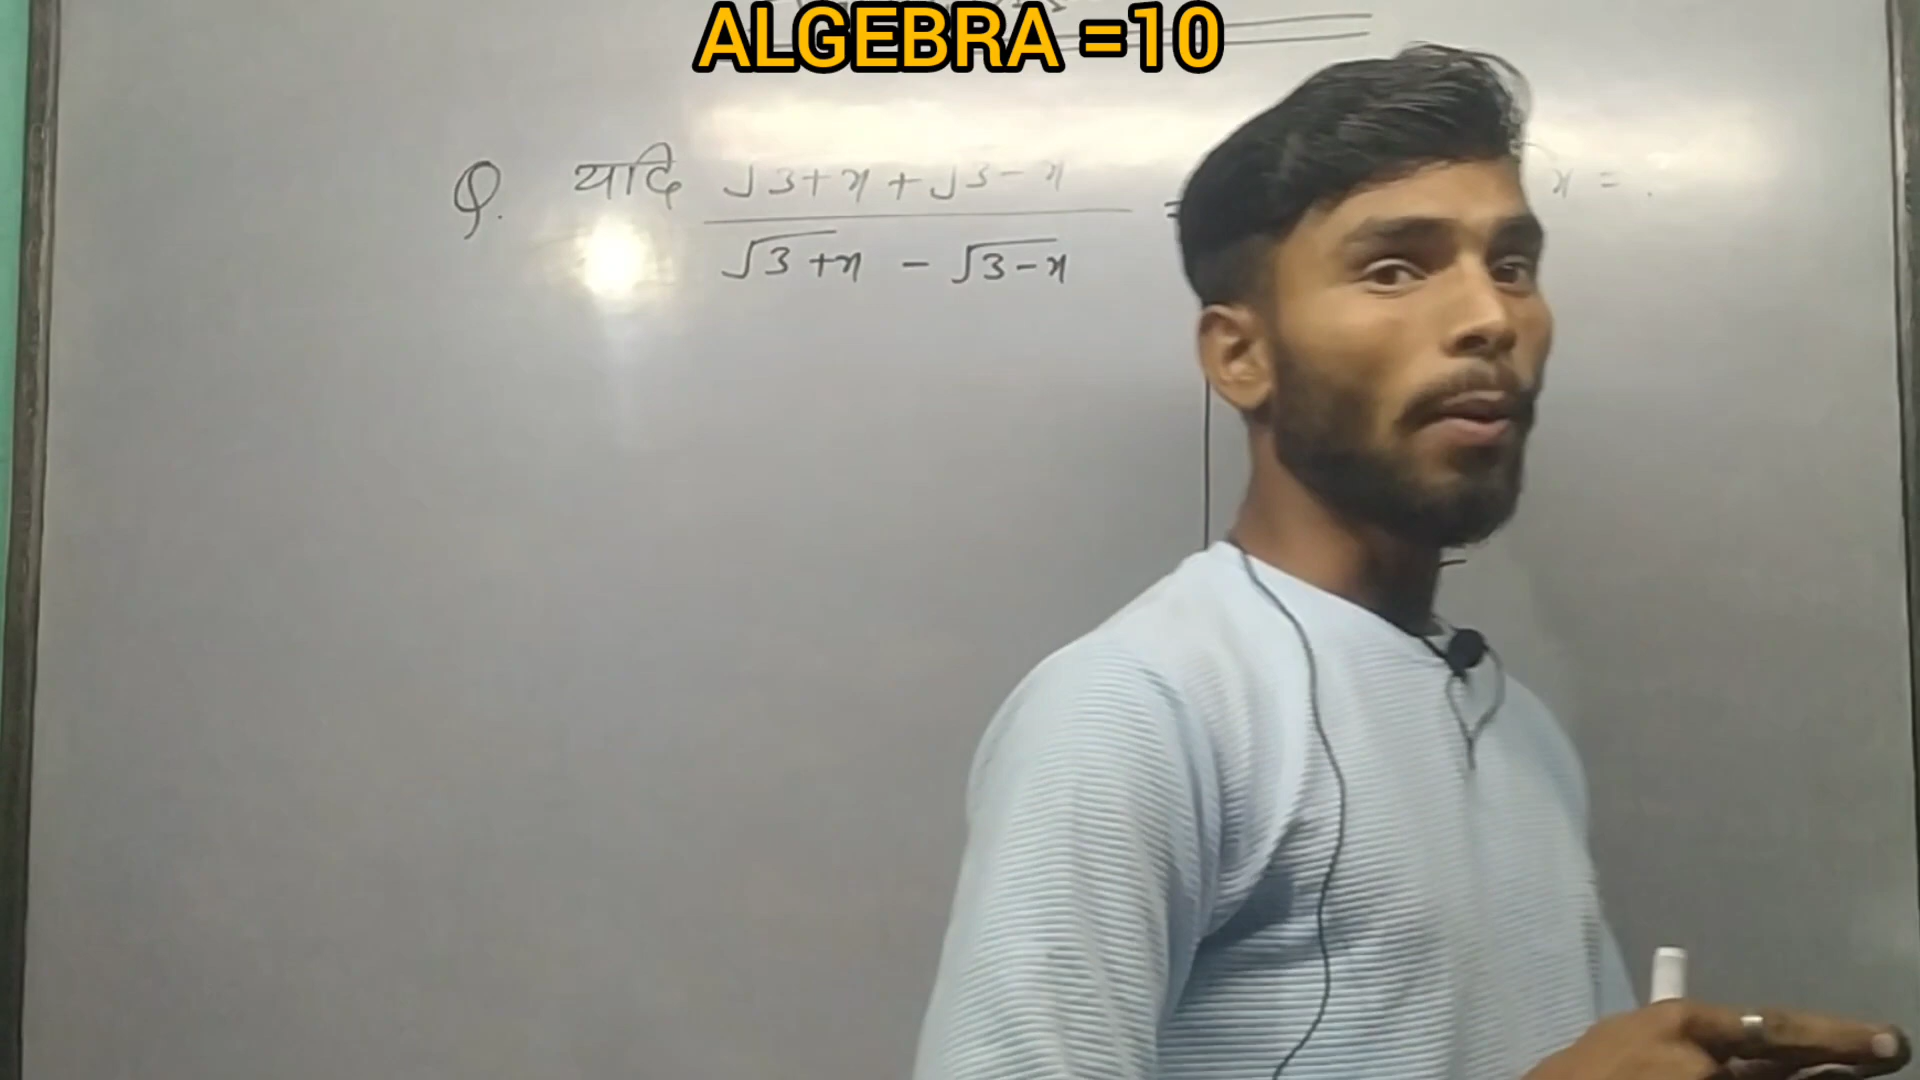 ALGEBRA =10
Q. यदि √3+x + √3-x =
√3+x - √3-x
x = .